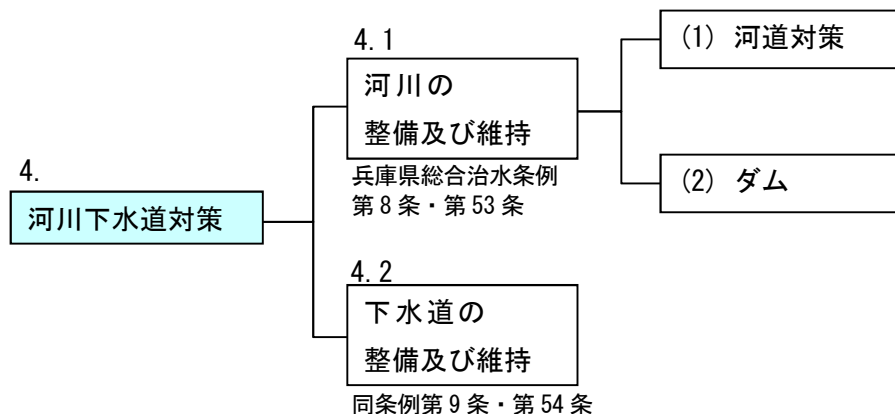 4.
河川下水道対策
4.1
河川の
整備及び維持
兵庫県総合治水条例
第8条・第53条
(1) 河道対策
(2) ダム
4.2
下水道の
整備及び維持
同条例第9条・第54条